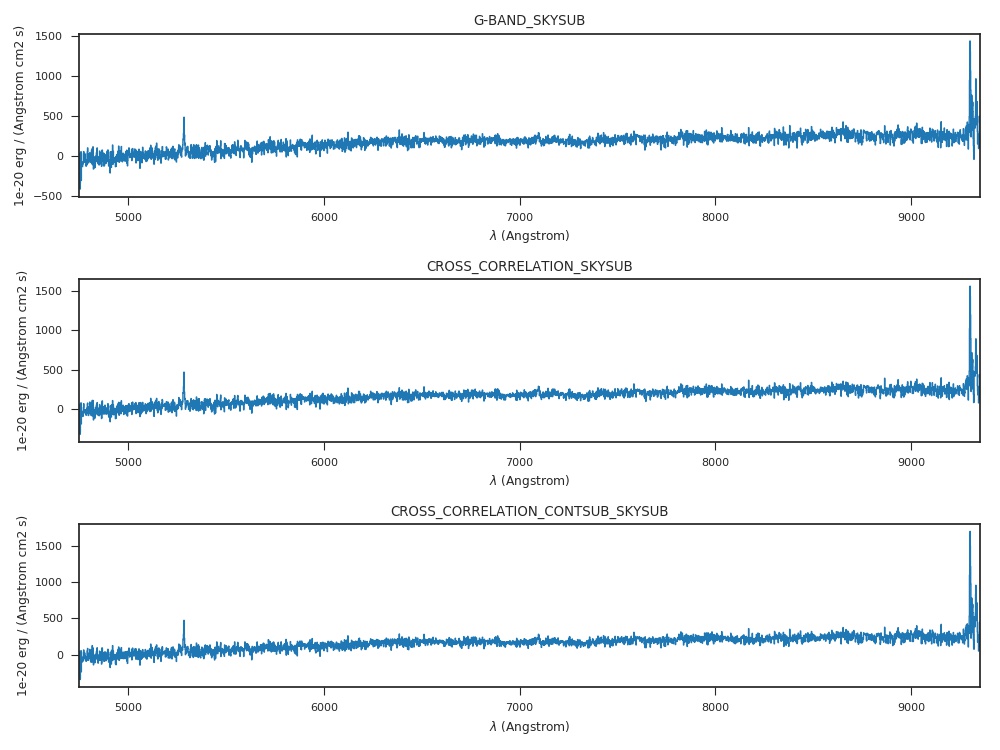 G-BAND_SKYSUB
1e-20 erg / (Angstrom cm2 s)
1500
1000
500
0
−500
5000 6000 7000 8000 9000
λ (Angstrom)
CROSS_CORRELATION_SKYSUB
1e-20 erg / (Angstrom cm2 s)
1500
1000
500
0
5000 6000 7000 8000 9000
λ (Angstrom)
CROSS_CORRELATION_CONTSUB_SKYSUB
1e-20 erg / (Angstrom cm2 s)
1500
1000
500
0
5000 6000 7000 8000 9000
λ (Angstrom)